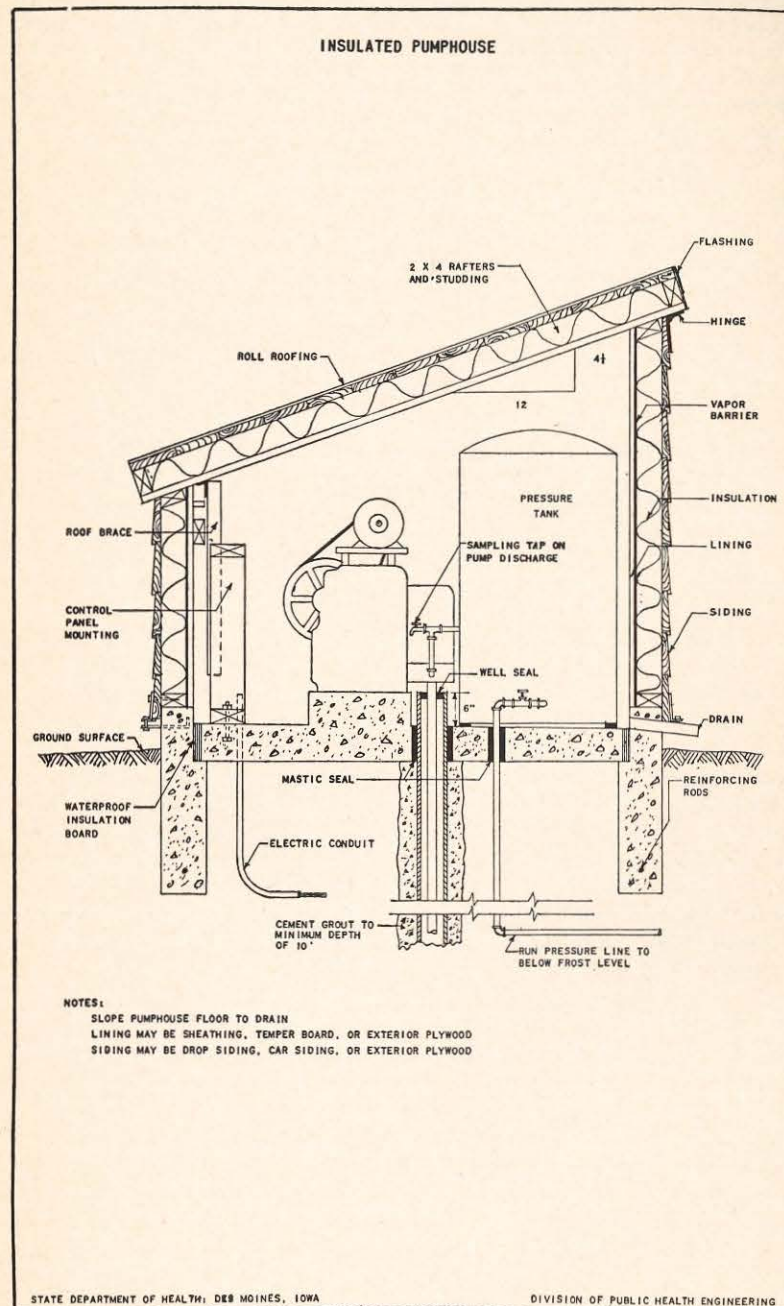 INSULATED PUMPHOUSE
FLASHING
2 X 4 RAFTERS
AND STUDDING
HINGE
ROLL ROOFING
4½
12
VAPOR
BARRIER
PRESSURE
TANK
INSULATION
ROOF BRACE
SAMPLING TAP ON
PUMP DISCHARGE
LINING
CONTROL
PANEL
MOUNTING
SIDING
WELL SEAL
6"
DRAIN
GROUND SURFACE
MASTIC SEAL
REINFORCING
RODS
WATERPROOF
INSULATION
BOARD
ELECTRIC CONDUIT
CEMENT GROUT TO
MINIMUM DEPTH
OF 10'
RUN PRESSURE LINE TO
BELOW FROST LEVEL
NOTES:
SLOPE PUMPHOUSE FLOOR TO DRAIN
LINING MAY BE SHEATHING, TEMPER BOARD, OR EXTERIOR PLYWOOD
SIDING MAY BE DROP SIDING, CAR SIDING, OR EXTERIOR PLYWOOD
STATE DEPARTMENT OF HEALTH; DES MOINES, IOWA
DIVISION OF PUBLIC HEALTH ENGINEERING